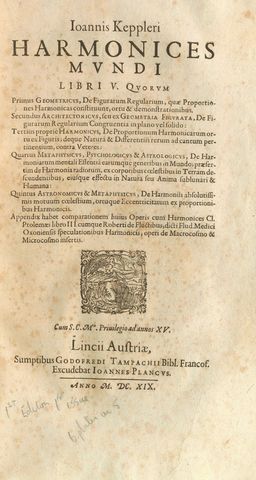 Ioannis Keppleri
HARMONICES
MVNDI
LIBRI V. QVORVM
Primus GEOMETRICVS, De Figurarum Regularium, quæ Proportio-
nes Harmonicas constituunt, ortu & demonstrationibus.
Secundus ARCHITECTONICVS, seu ex GEOMETRIA FIGVRATA, De Fi-
gurarum Regularium Congruentia in plano vel solido:
Tertius proprie HARMONICVS, De Proportionum Harmonicarum or-
tu ex Figuris; deque Naturâ & Differentiis rerum ad cantum per-
tinentium, contra Veteres:
Quartus METAPHYSICVS, PSYCHOLOGICVS & ASTROLOGICVS, De Har-
moniarum mentali Essentiâ earumque generibus in Mundo; præser-
tim de Harmonia radiorum, ex corporibus cœlestibus in Terram de-
scendentibus, eiusque effectu in Natura seu Anima sublunari &
Humana:
Quintus ASTRONOMICVS & METAPHYSICVS, De Harmoniis absolutissi-
mis motuum cœlestium, ortuque Eccentricitatum ex proportioni-
bus Harmonicis.
Appendix habet comparationem huius Operis cum Harmonices Cl.
Ptolemæi libro III cumque Roberti de Fluctibus, dicti Flud. Medici
Oxoniensis speculationibus Harmonicis, operi de Macrocosmo &
Microcosmo insertis.
Cum S. C. Mtis. Privilegio ad annos XV.
Lincii Austriæ,
Sumptibus GODOFREDI TAMPACHII Bibl. Francof.
Excudebat IOANNES PLANCVS.
ANNO M. DC. XIX.
1st Edition 1st issue